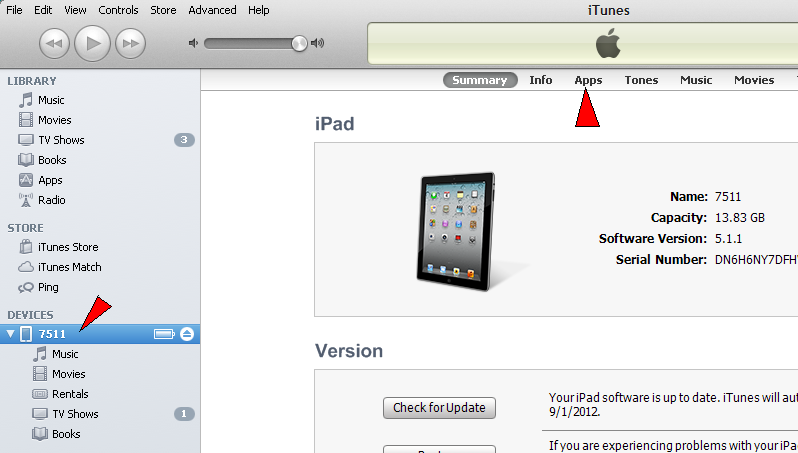 File Edit View Controls Store Advanced Help
iTunes
Summary Info Apps Tones Music Movies
LIBRARY
Music
Movies
TV Shows 3
Books
Apps
Radio
STORE
iTunes Store
iTunes Match
Ping
DEVICES
7511
Music
Movies
Rentals
TV Shows 1
Books
iPad
Name: 7511
Capacity: 13.83 GB
Software Version: 5.1.1
Serial Number: DN6H6NY7DFH
Version
Check for Update
Your iPad software is up to date. iTunes will aut
9/1/2012.
If you are experiencing problems with your iPa